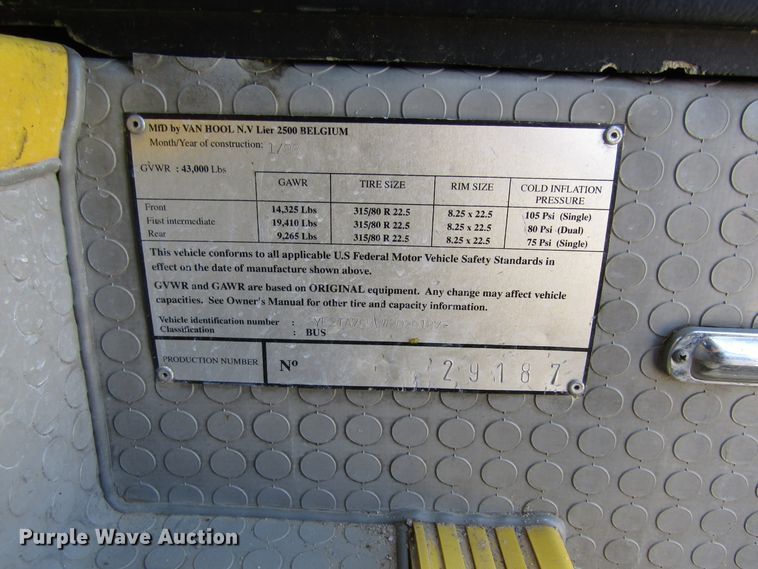 MfD by VAN HOOL N.V Lier 2500 BELGIUM
Month/Year of construction:
GVWR : 43,000 Lbs
GAWR TIRE SIZE RIM SIZE COLD INFLATION PRESSURE
Front 14,325 Lbs 315/80 R 22.5 8.25 x 22.5 105 Psi (Single)
First intermediate 19,410 Lbs 315/80 R 22.5 8.25 x 22.5 80 Psi (Dual)
Rear 9,265 Lbs 315/80 R 22.5 8.25 x 22.5 75 Psi (Single)
This vehicle conforms to all applicable U.S Federal Motor Vehicle Safety Standards in
effect on the date of manufacture shown above.
GVWR and GAWR are based on ORIGINAL equipment. Any change may affect vehicle
capacities. See Owner's Manual for other tire and capacity information.
Vehicle identification number :
Classification : BUS
PRODUCTION NUMBER Nº 29187
Purple Wave Auction